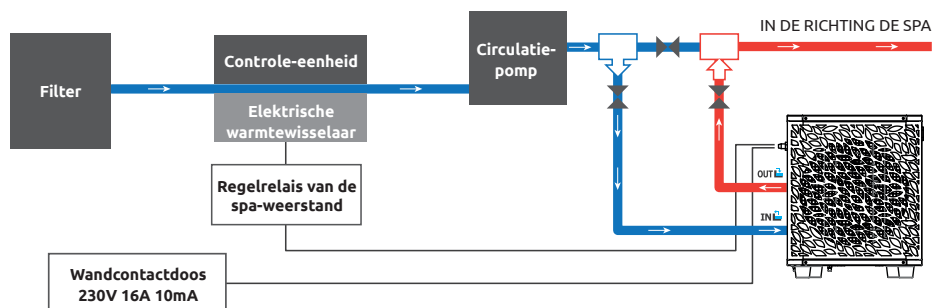 IN DE RICHTING DE SPA
Filter
Controle-eenheid
Elektrische
warmtewisselaar
Circulatie-
pomp
Regelrelais van de
spa-weerstand
OUT
IN
Wandcontactdoos
230V 16A 10mA